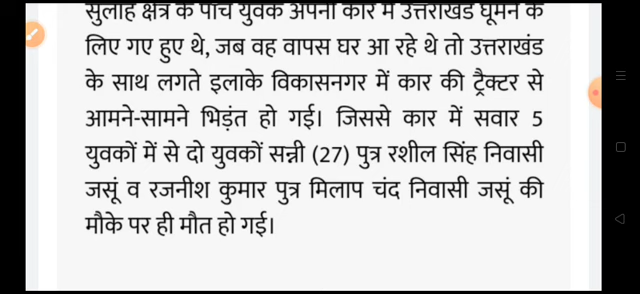 सुलाह क्षेत्र के पांच युवक अपनी कार में उत्तराखंड घूमने के
लिए गए हुए थे, जब वह वापस घर आ रहे थे तो उत्तराखंड
के साथ लगते इलाके विकासनगर में कार की ट्रैक्टर से
आमने-सामने भिड़ंत हो गई। जिससे कार में सवार 5
युवकों में से दो युवकों सन्नी (27) पुत्र रशील सिंह निवासी
जसूं व रजनीश कुमार पुत्र मिलाप चंद निवासी जसूं की
मौके पर ही मौत हो गई।